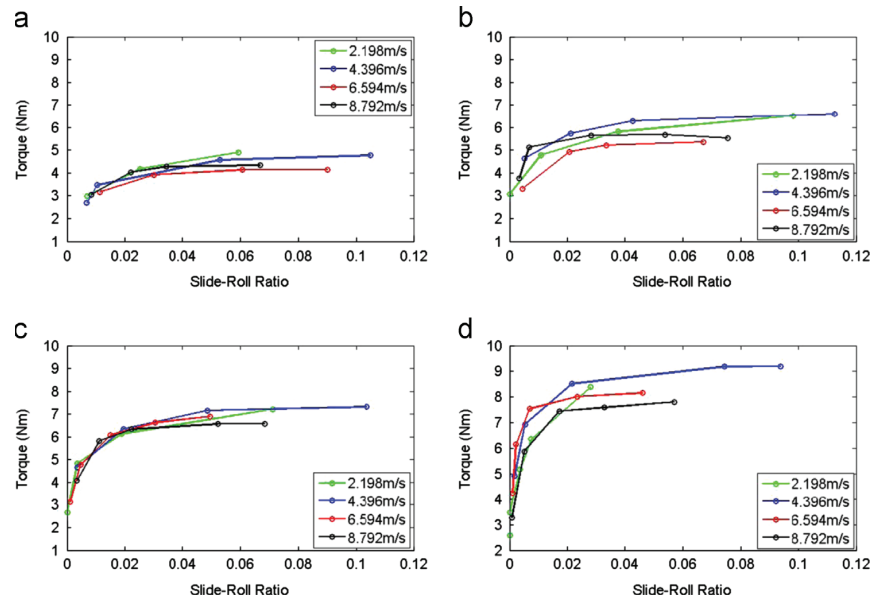 a
10
9
8
7
6
5
4
3
2
1
Torque (Nm)
0
0.02
0.04
0.06
0.08
0.1
0.12
Slide-Roll Ratio
2.198m/s
4.396m/s
6.594m/s
8.792m/s
b
10
9
8
7
6
5
4
3
2
1
Torque (Nm)
0
0.02
0.04
0.06
0.08
0.1
0.12
Slide-Roll Ratio
2.198m/s
4.396m/s
6.594m/s
8.792m/s
c
10
9
8
7
6
5
4
3
2
1
Torque (Nm)
0
0.02
0.04
0.06
0.08
0.1
0.12
Slide-Roll Ratio
2.198m/s
4.396m/s
6.594m/s
8.792m/s
d
10
9
8
7
6
5
4
3
2
Torque (Nm)
0
0.02
0.04
0.06
0.08
0.1
0.12
Slide-Roll Ratio
2.198m/s
4.396m/s
6.594m/s
8.792m/s